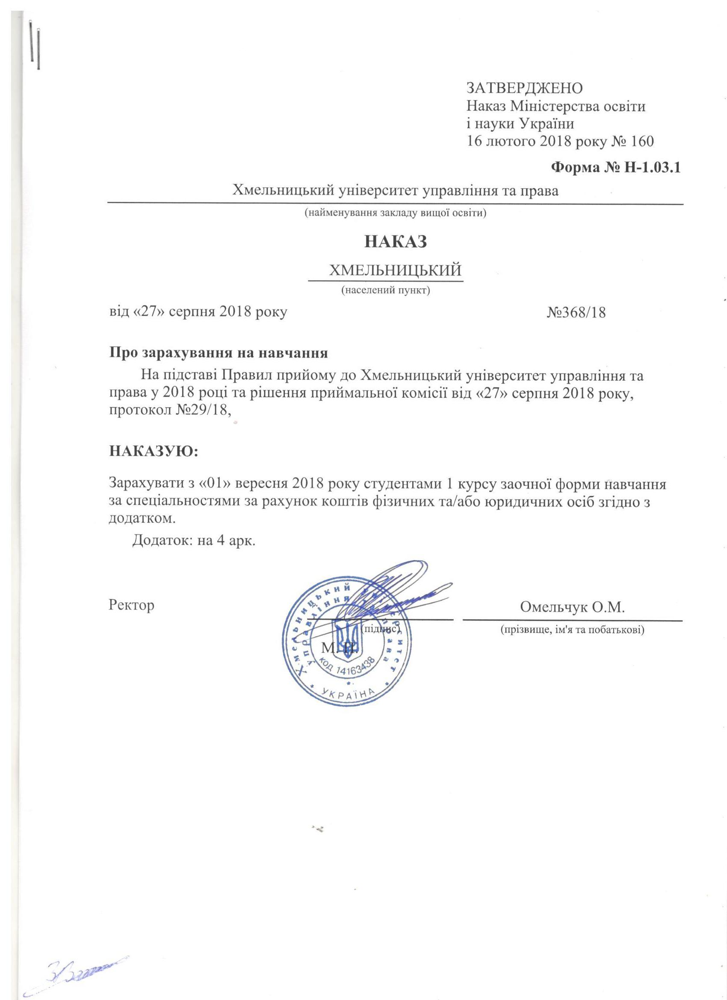 ЗАТВЕРДЖЕНО
Наказ Міністерства освіти
і науки України
16 лютого 2018 року № 160
Форма № Н-1.03.1
Хмельницький університет управління та права
(найменування закладу вищої освіти)
НАКАЗ
ХМЕЛЬНИЦЬКИЙ
(населений пункт)
від «27» серпня 2018 року №368/18
Про зарахування на навчання
На підставі Правил прийому до Хмельницький університет управління та
права у 2018 році та рішення приймальної комісії від «27» серпня 2018 року,
протокол №29/18,
НАКАЗУЮ:
Зарахувати з «01» вересня 2018 року студентами 1 курсу заочної форми навчання
за спеціальностями за рахунок коштів фізичних та/або юридичних осіб згідно з
додатком.
Додаток: на 4 арк.
Ректор Омельчук О.М.
(підпис) (прізвище, ім'я та побатькові)
М. П.
Хмельницький університет
управління та права
код 14163438
УКРАЇНА